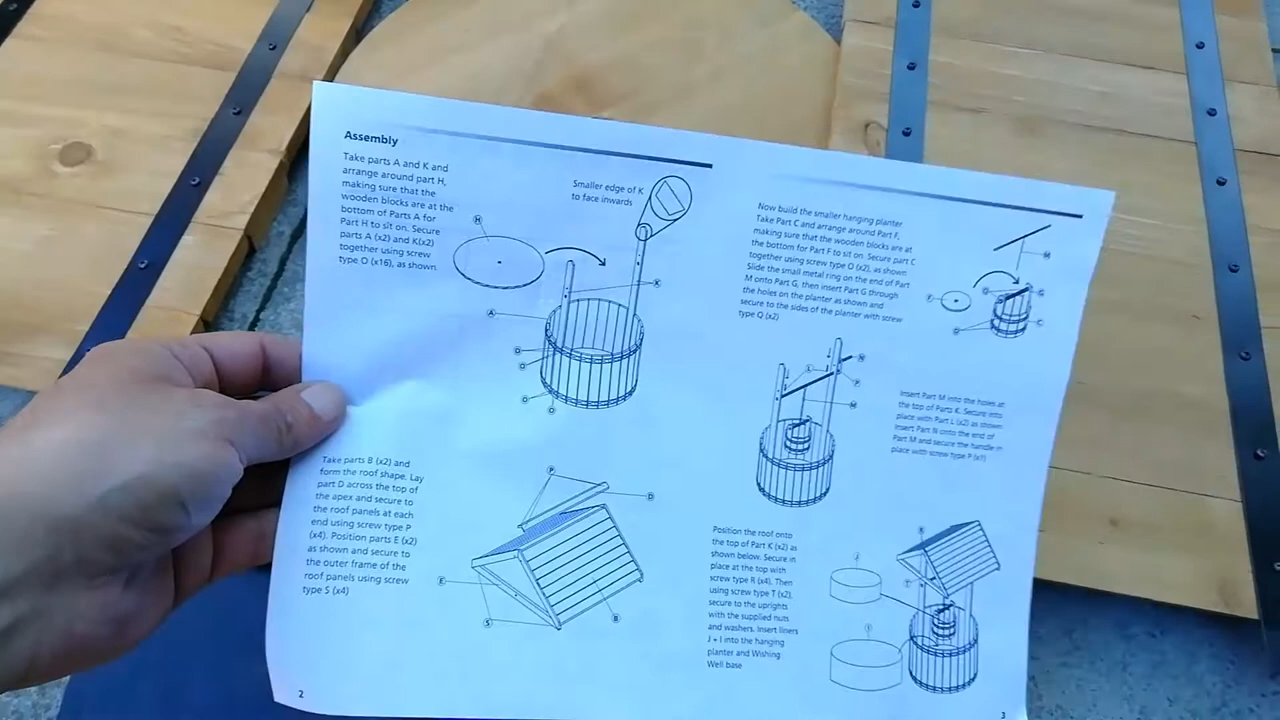 Assembly
Take parts A and K and
arrange around part H,
making sure that the
wooden blocks are at the
bottom of Parts A for
Part H to sit on. Secure
parts A (x2) and K(x2)
together using screw
type O (x16), as shown.
Smaller edge of K
to face inwards
H
K
A
O
O
O
O
Take parts B (x2) and
form the roof shape. Lay
part D across the top of
the apex and secure to
the roof panels at each
end using screw type P
(x4). Position parts E (x2)
as shown and secure to
the outer frame of the
roof panels using screw
type S (x4)
P
D
E
S
B
2
Now build the smaller hanging planter.
Take Part C and arrange around Part F,
making sure that the wooden blocks are at
the bottom for Part F to sit on. Secure part C
together using screw type O (x2), as shown.
Slide the small metal ring on the end of Part
M onto Part G, then insert Part G through
the holes on the planter as shown and
secure to the sides of the planter with screw
type Q (x2)
M
Q
G
F
O
C
Insert Part M into the holes at
the top of Parts K. Secure into
place with Part L (x2) as shown.
Insert Part N onto the end of
Part M and secure the handle in
place with screw type P (x1)
N
L
P
M
Position the roof onto
the top of Part K (x2) as
shown below. Secure in
place at the top with
screw type R (x4). Then
using screw type T (x2),
secure to the uprights
with the supplied nuts
and washers. Insert liners
J + I into the hanging
planter and Wishing
Well base
J
T
I
3